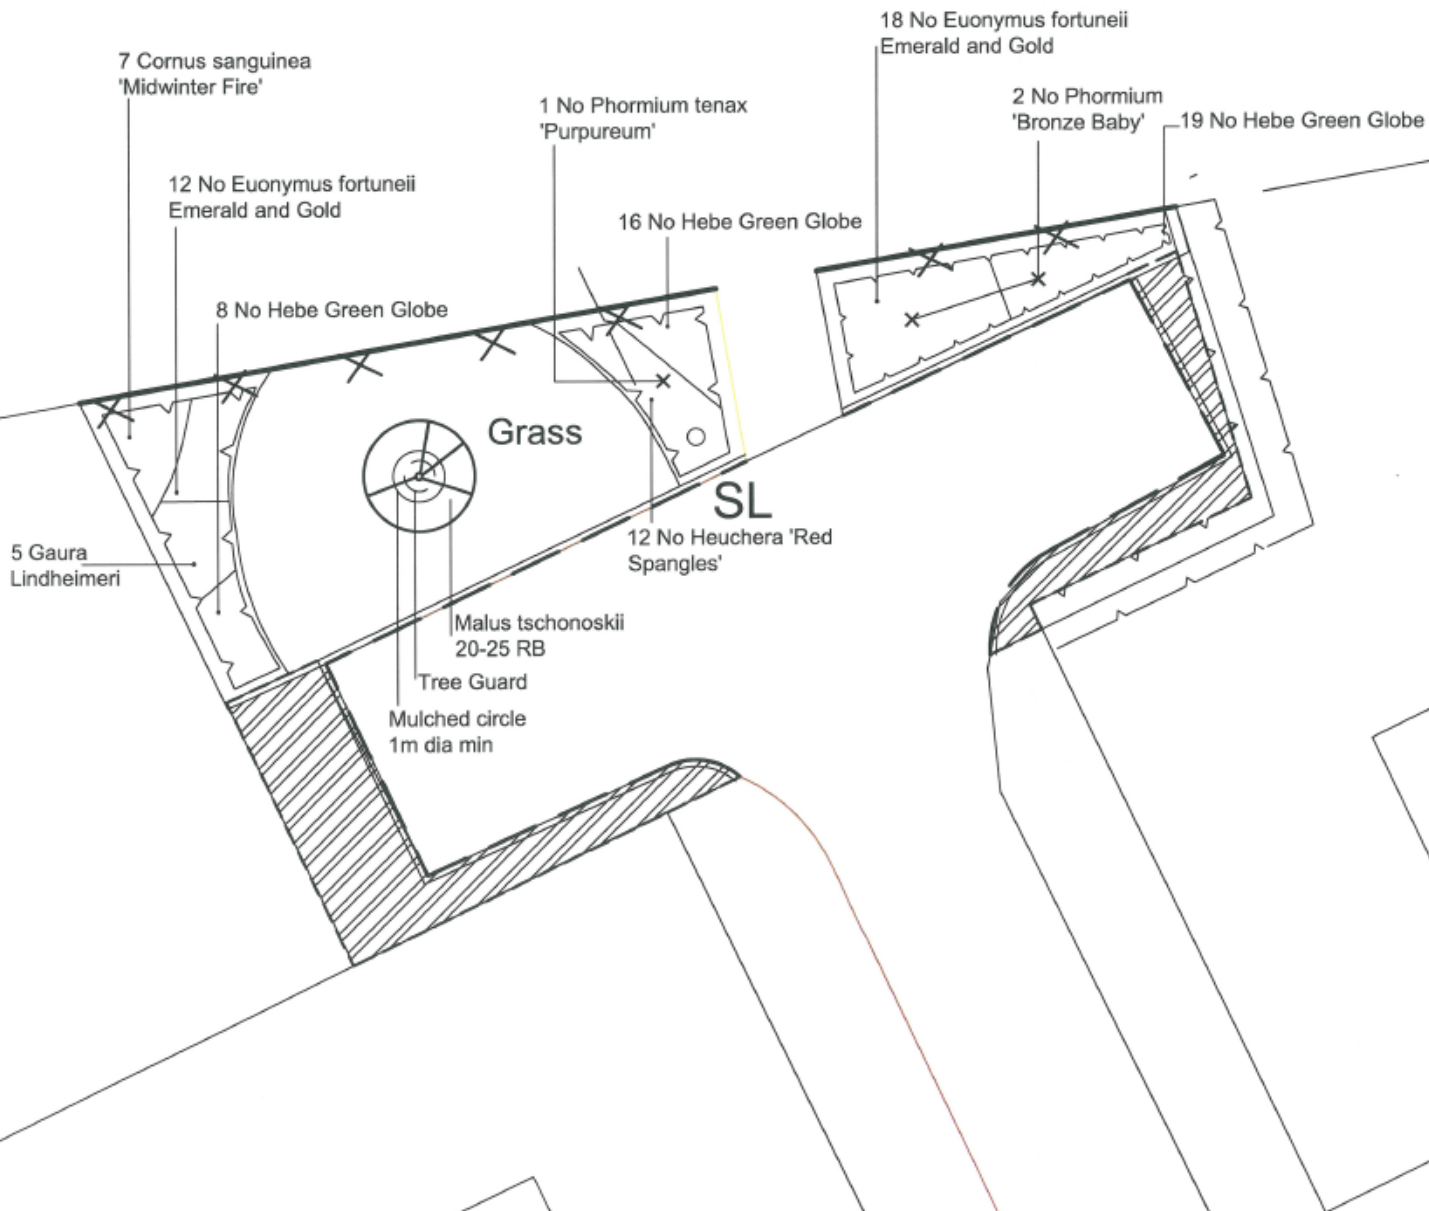 18 No Euonymus fortuneii
Emerald and Gold
7 Cornus sanguinea
'Midwinter Fire'
1 No Phormium tenax
'Purpureum'
2 No Phormium
'Bronze Baby'
19 No Hebe Green Globe
12 No Euonymus fortuneii
Emerald and Gold
16 No Hebe Green Globe
8 No Hebe Green Globe
Grass
SL
12 No Heuchera 'Red
Spangles'
5 Gaura
Lindheimeri
Malus tschonoskii
20-25 RB
Tree Guard
Mulched circle
1m dia min